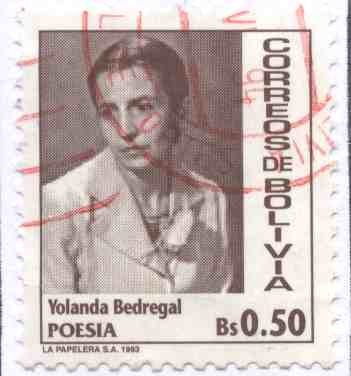 CORREOS DE BOLIVIA
Yolanda Bedregal
POESIA
Bs 0.50
LA PAPELERA S.A. 1993